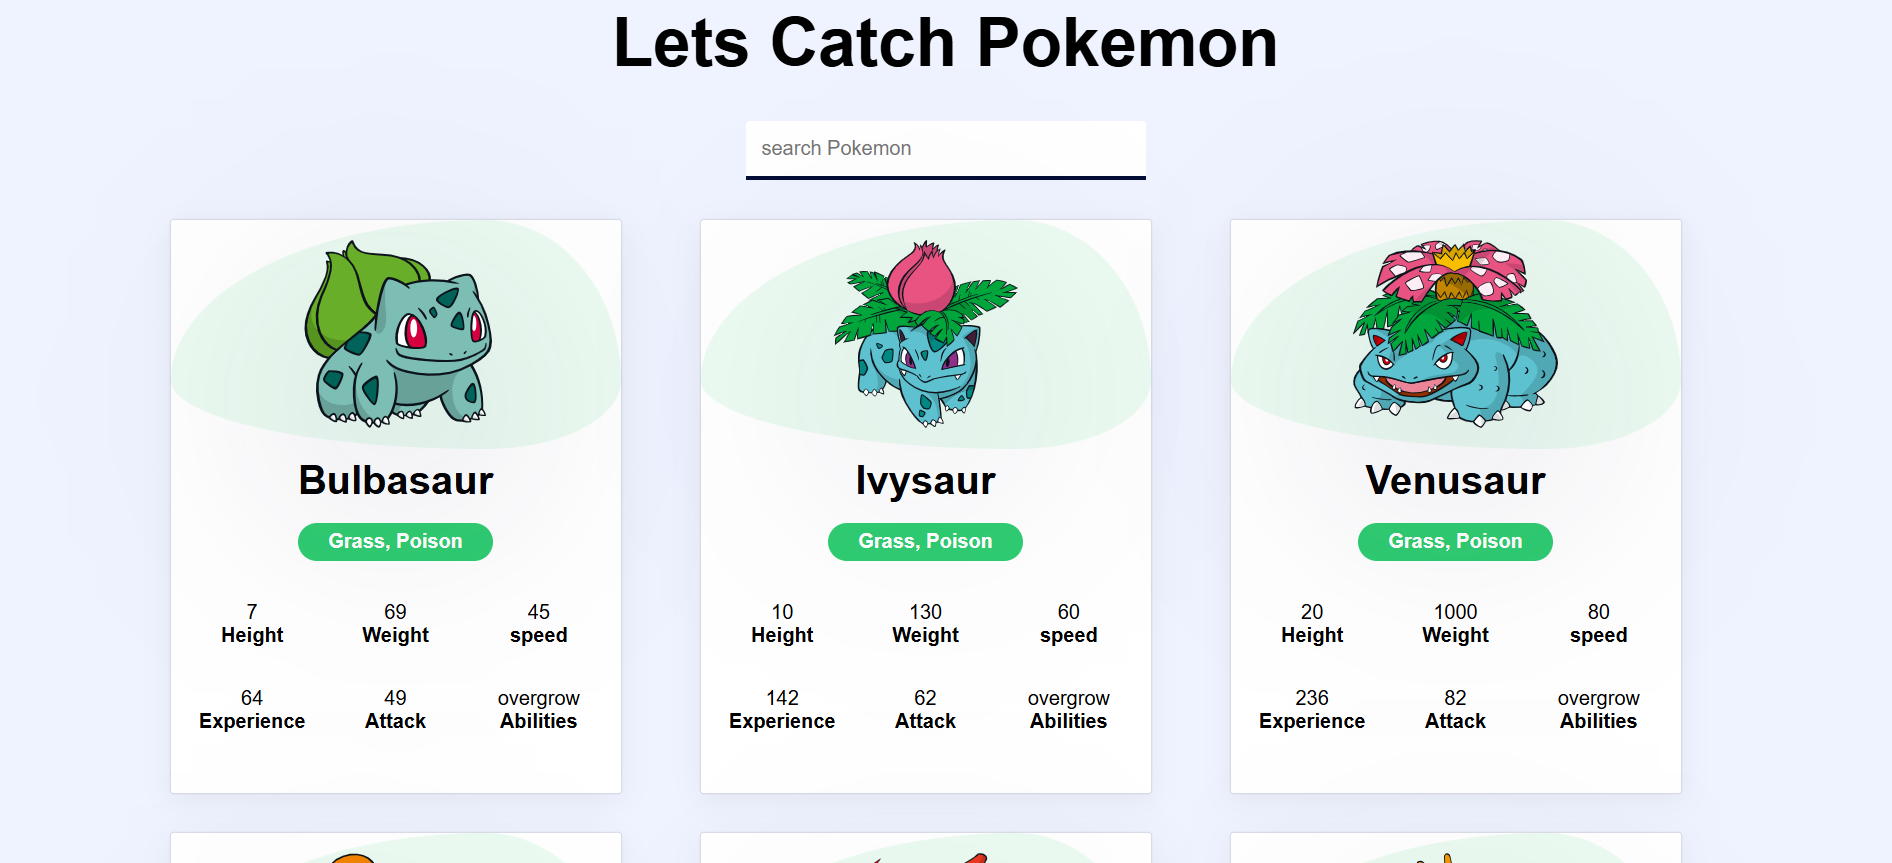 Lets Catch Pokemon
search Pokemon
Bulbasaur
Grass, Poison
7 69 45
Height Weight speed
64 49 overgrow
Experience Attack Abilities
Ivysaur
Grass, Poison
10 130 60
Height Weight speed
142 62 overgrow
Experience Attack Abilities
Venusaur
Grass, Poison
20 1000 80
Height Weight speed
236 82 overgrow
Experience Attack Abilities